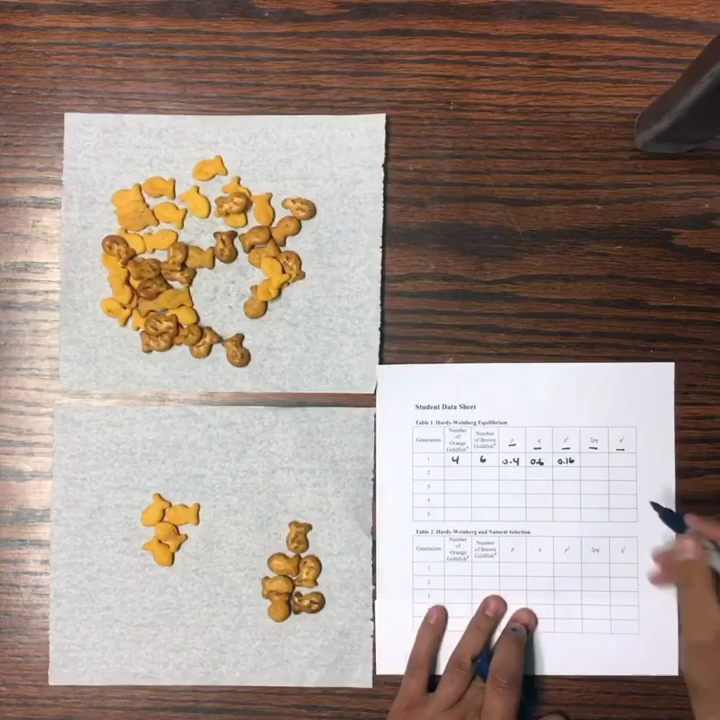 Student Data Sheet
Table 1. Hardy-Weinberg Equilibrium
Generation Number of Orange Goldfish Number of Brown Goldfish p q p² 2pq q²
1 4 6 0.4 0.6 0.16
2
3
4
5
Table 2. Hardy-Weinberg and Natural Selection
Generation Number of Orange Goldfish Number of Brown Goldfish p q p² 2pq q²
1
2
3